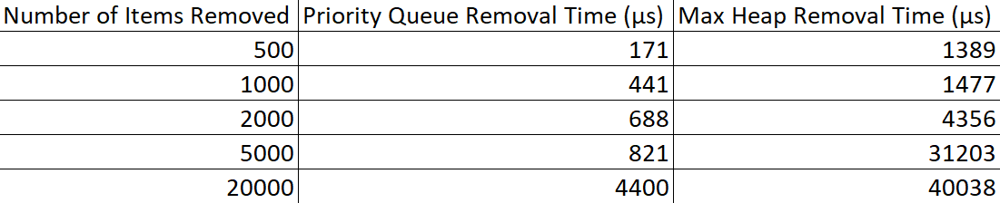 Number of Items Removed Priority Queue Removal Time (μs) Max Heap Removal Time (μs)
500 171 1389
1000 441 1477
2000 688 4356
5000 821 31203
20000 4400 40038